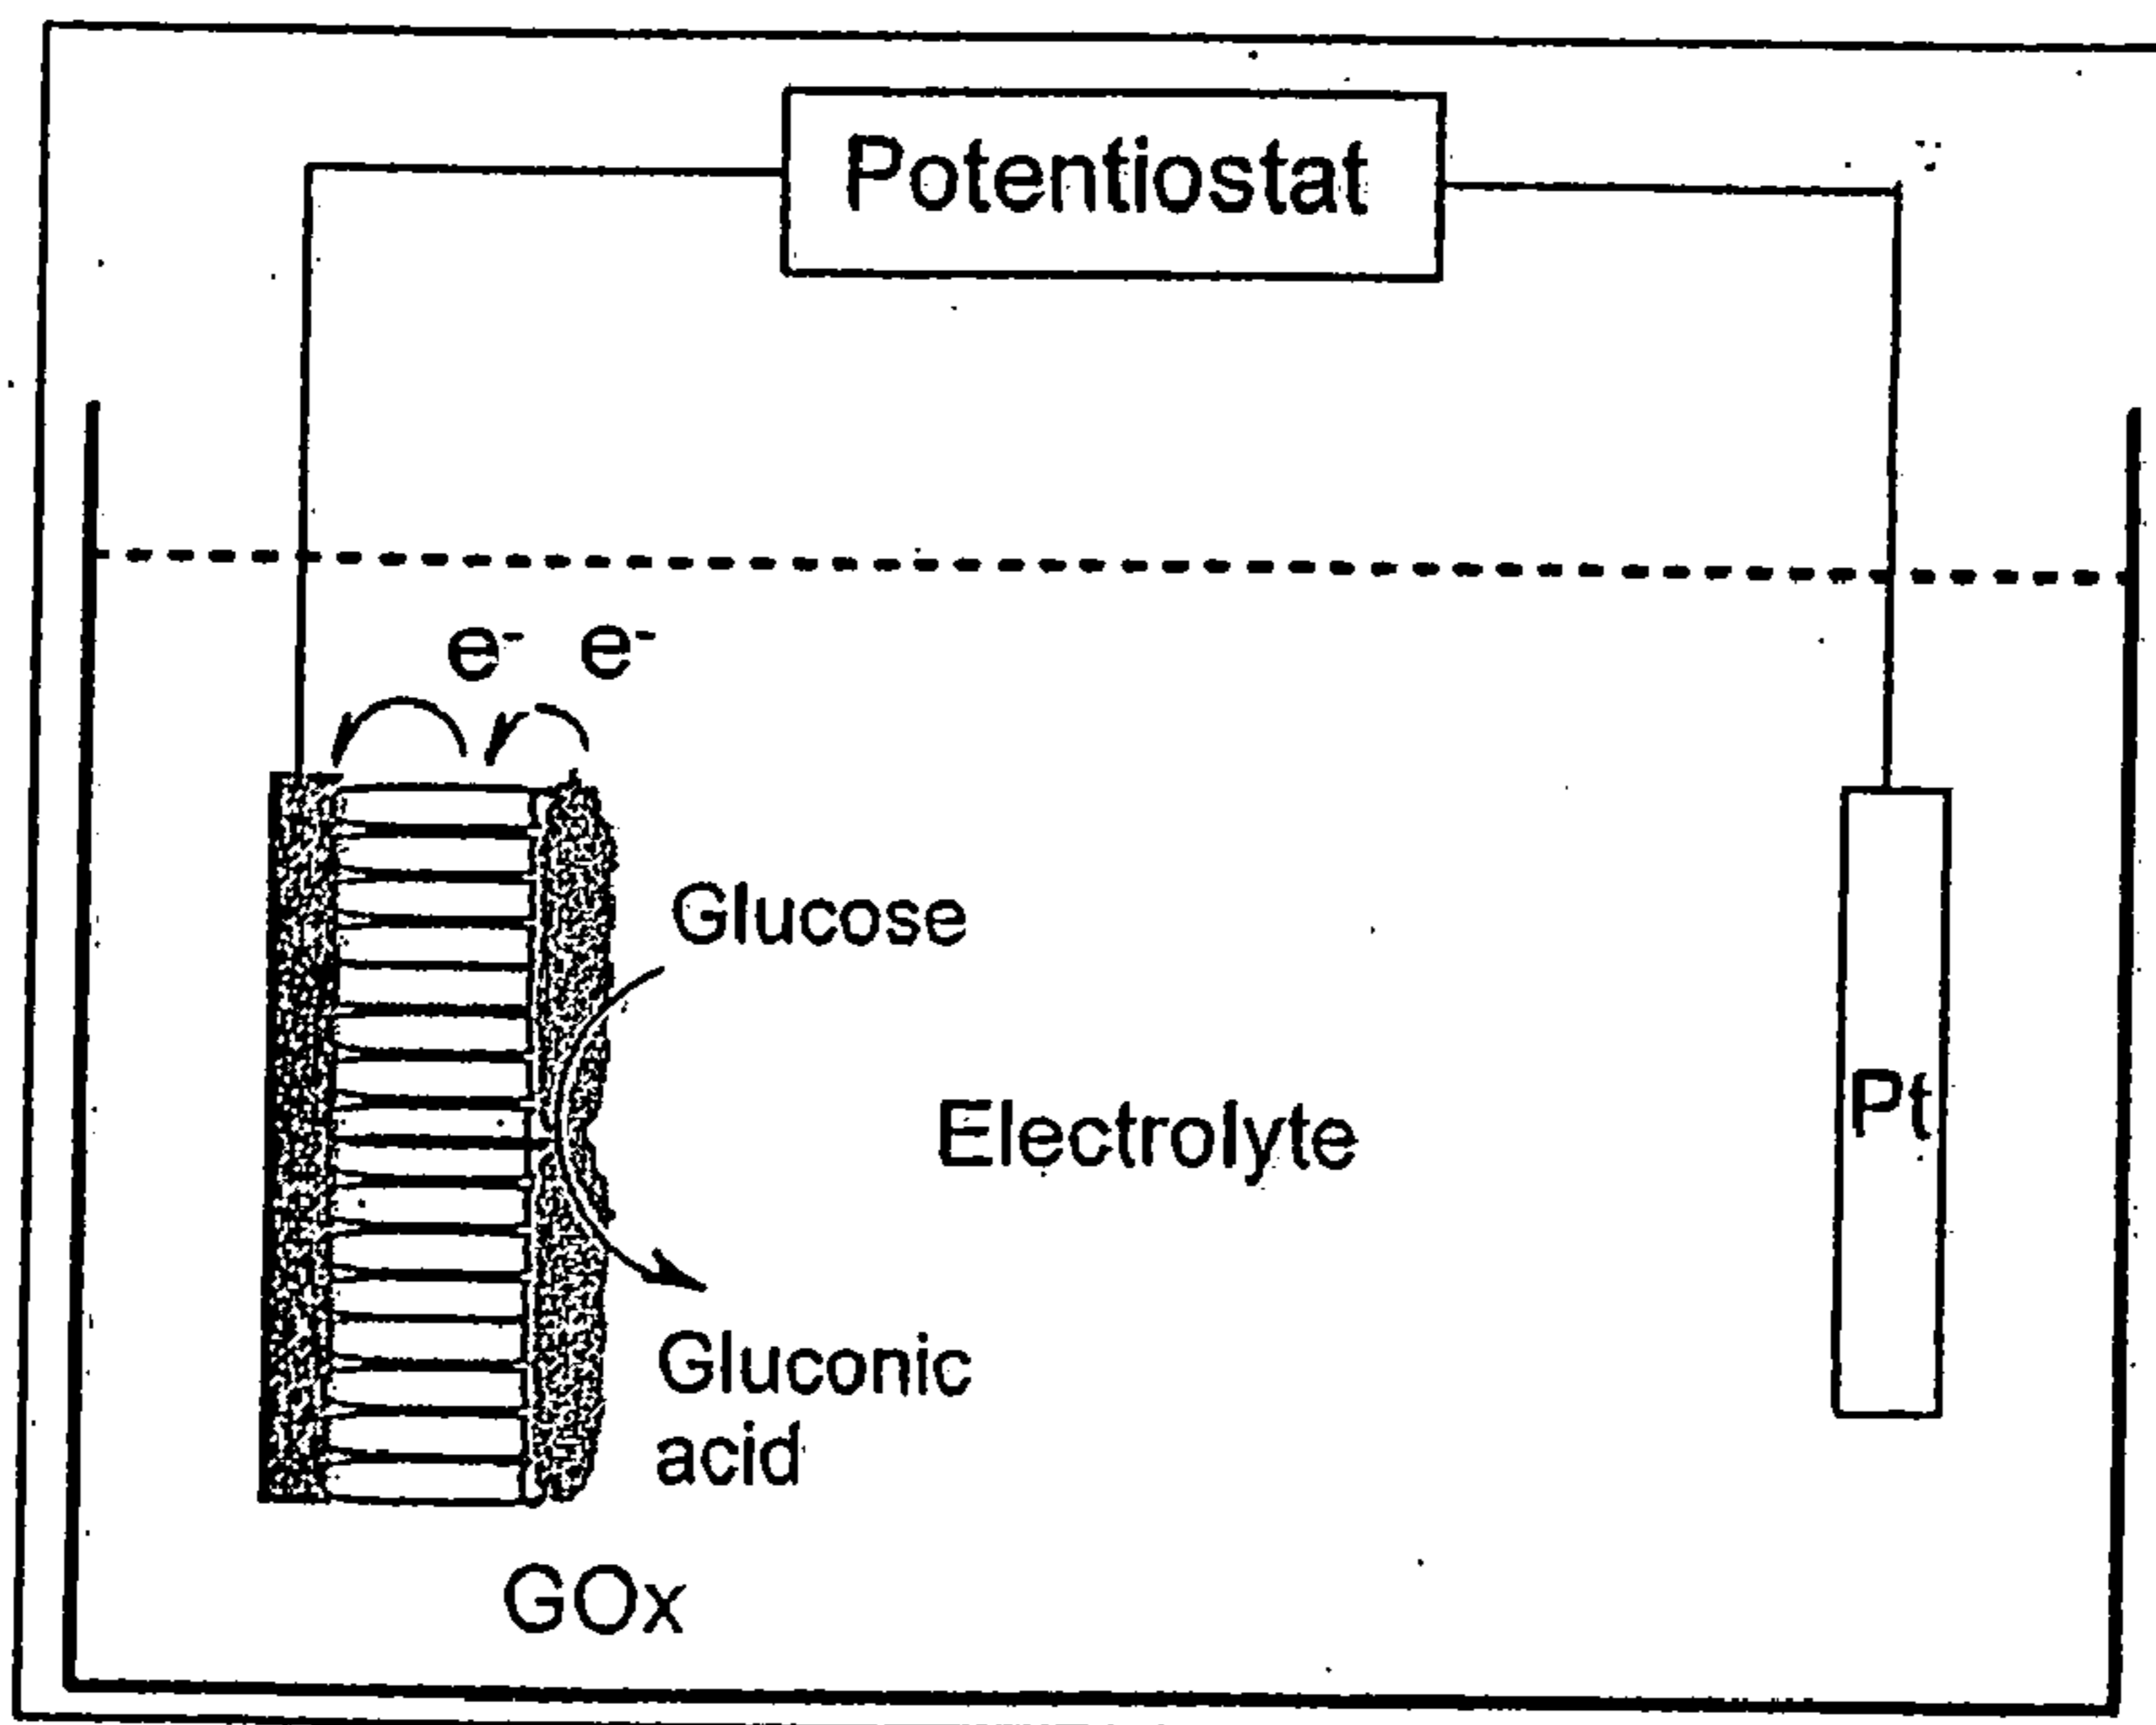 Potentiostat
e- e-
Glucose
Electrolyte
Pt
Gluconic
acid
GOx